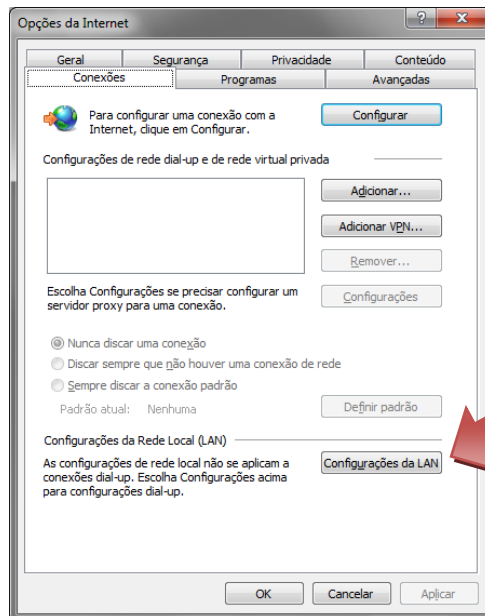 Opções da Internet
Geral Segurança Privacidade Conteúdo
Conexões Programas Avançadas
Para configurar uma conexão com a
Internet, clique em Configurar.
Configurar
Configurações de rede dial-up e de rede virtual privada
Adicionar...
Adicionar VPN...
Remover...
Escolha Configurações se precisar configurar um
servidor proxy para uma conexão.
Configurações
Nunca discar uma conexão
Discar sempre que não houver uma conexão de rede
Sempre discar a conexão padrão
Padrão atual: Nenhuma
Definir padrão
Configurações da Rede Local (LAN)
As configurações de rede local não se aplicam a
conexões dial-up. Escolha Configurações acima
para configurações dial-up.
Configurações da LAN
OK Cancelar Aplicar